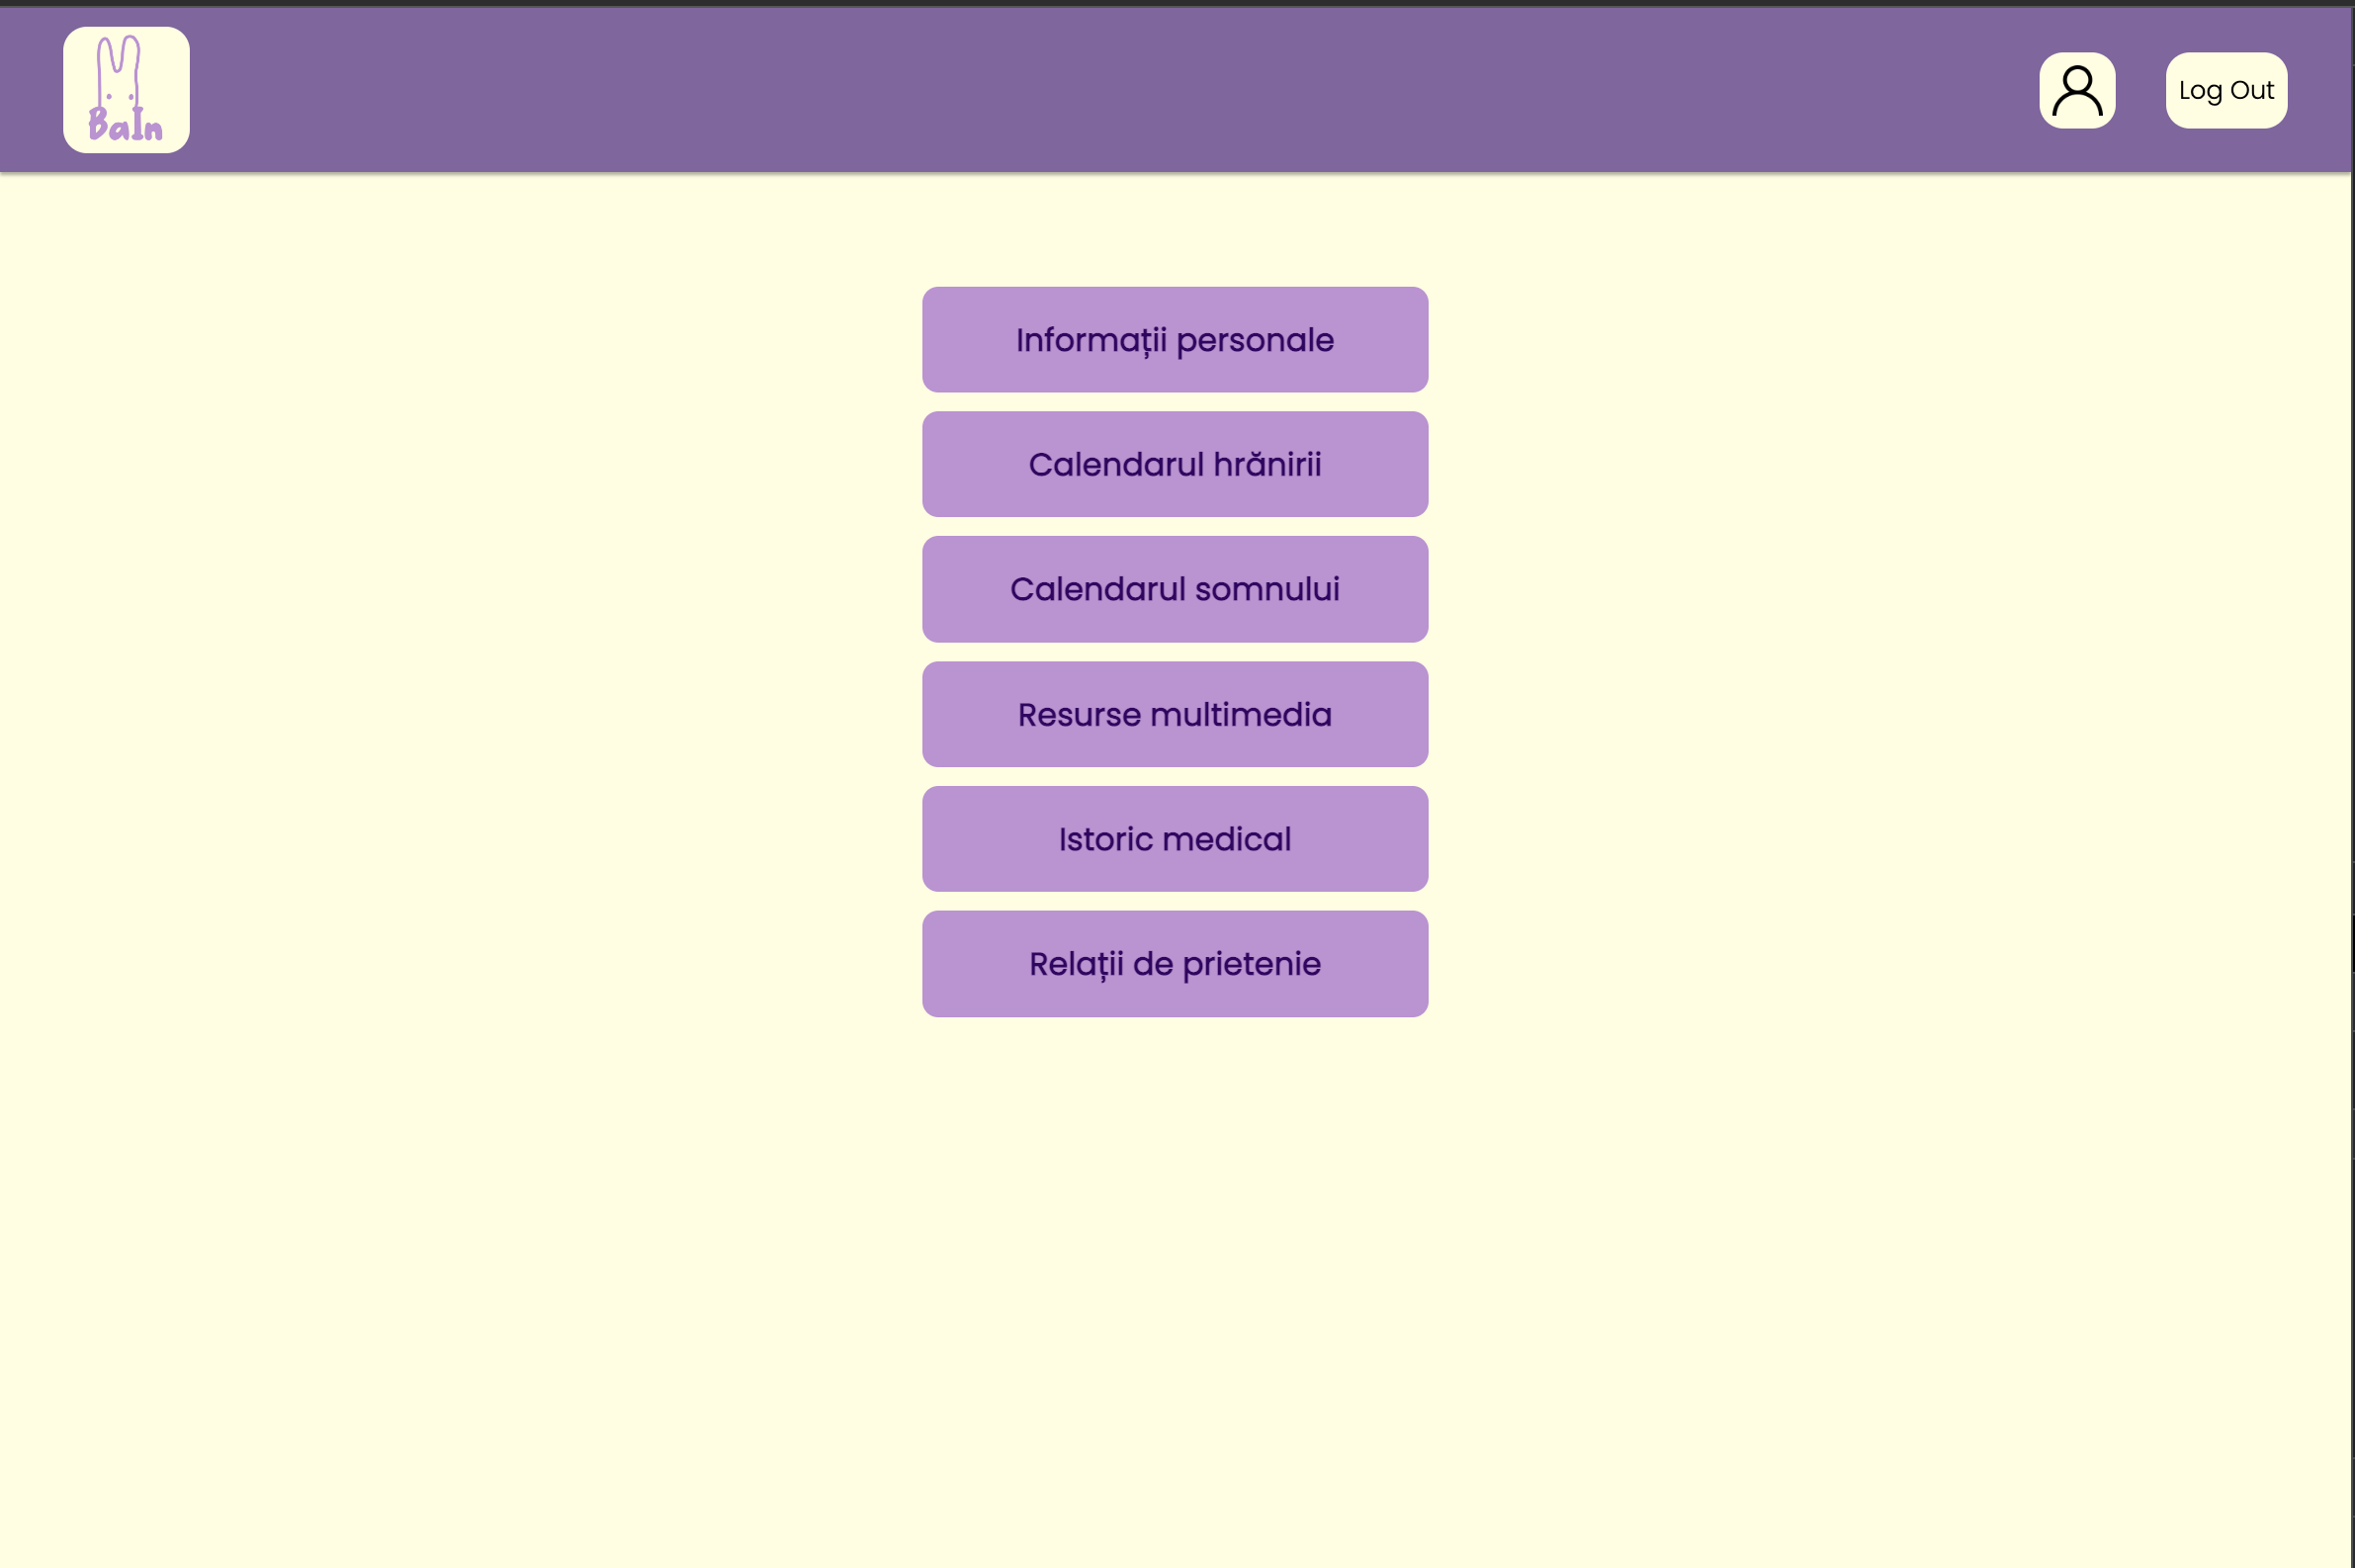 BaIn
Log Out
Informații personale
Calendarul hrănirii
Calendarul somnului
Resurse multimedia
Istoric medical
Relații de prietenie